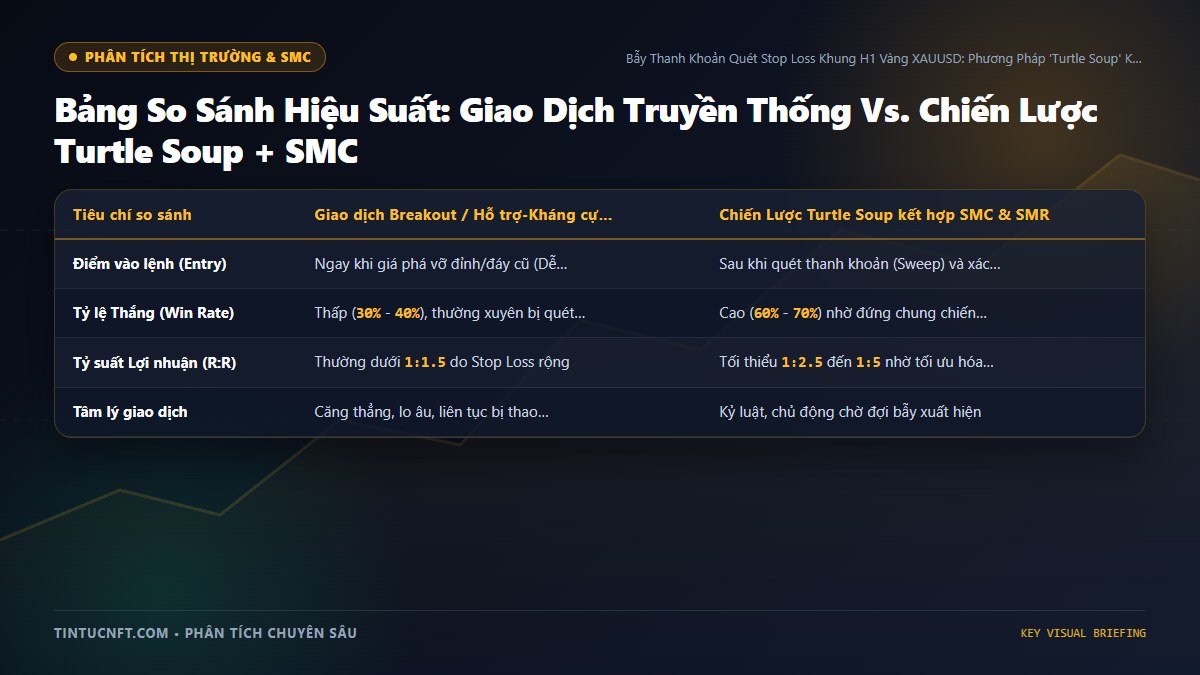 PHÂN TÍCH THỊ TRƯỜNG & SMC
Bẫy Thanh Khoản Quét Stop Loss Khung H1 Vàng XAUUSD: Phương Pháp 'Turtle Soup' K...
Bảng So Sánh Hiệu Suất: Giao Dịch Truyền Thống Vs. Chiến Lược
Turtle Soup + SMC
Tiêu chí so sánh Giao dịch Breakout / Hỗ trợ-Kháng cự... Chiến Lược Turtle Soup kết hợp SMC & SMR
Điểm vào lệnh (Entry) Ngay khi giá phá vỡ đỉnh/đáy cũ (Dễ... Sau khi quét thanh khoản (Sweep) và xác...
Tỷ lệ Thắng (Win Rate) Thấp (30% - 40%), thường xuyên bị quét... Cao (60% - 70%) nhờ đứng chung chiến...
Tỷ suất Lợi nhuận (R:R) Thường dưới 1:1.5 do Stop Loss rộng Tối thiểu 1:2.5 đến 1:5 nhờ tối ưu hóa...
Tâm lý giao dịch Căng thẳng, lo âu, liên tục bị thao... Kỷ luật, chủ động chờ đợi bẫy xuất hiện
TINTUCNFT.COM • PHÂN TÍCH CHUYÊN SÂU
KEY VISUAL BRIEFING